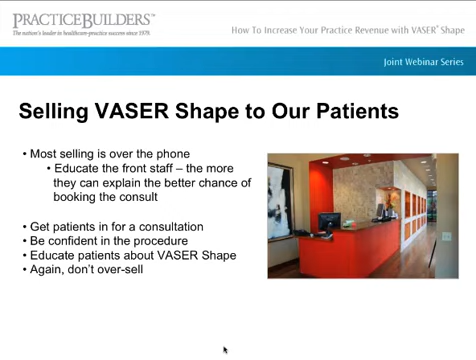 PRACTICEBUILDERS
The nation's leader in healthcare-practice success since 1979
How To Increase Your Practice Revenue with VASER® Shape
Joint Webinar Series
Selling VASER Shape to Our Patients
• Most selling is over the phone
• Educate the front staff – the more
they can explain the better chance of
booking the consult
• Get patients in for a consultation
• Be confident in the procedure
• Educate patients about VASER Shape
• Again, don't over-sell